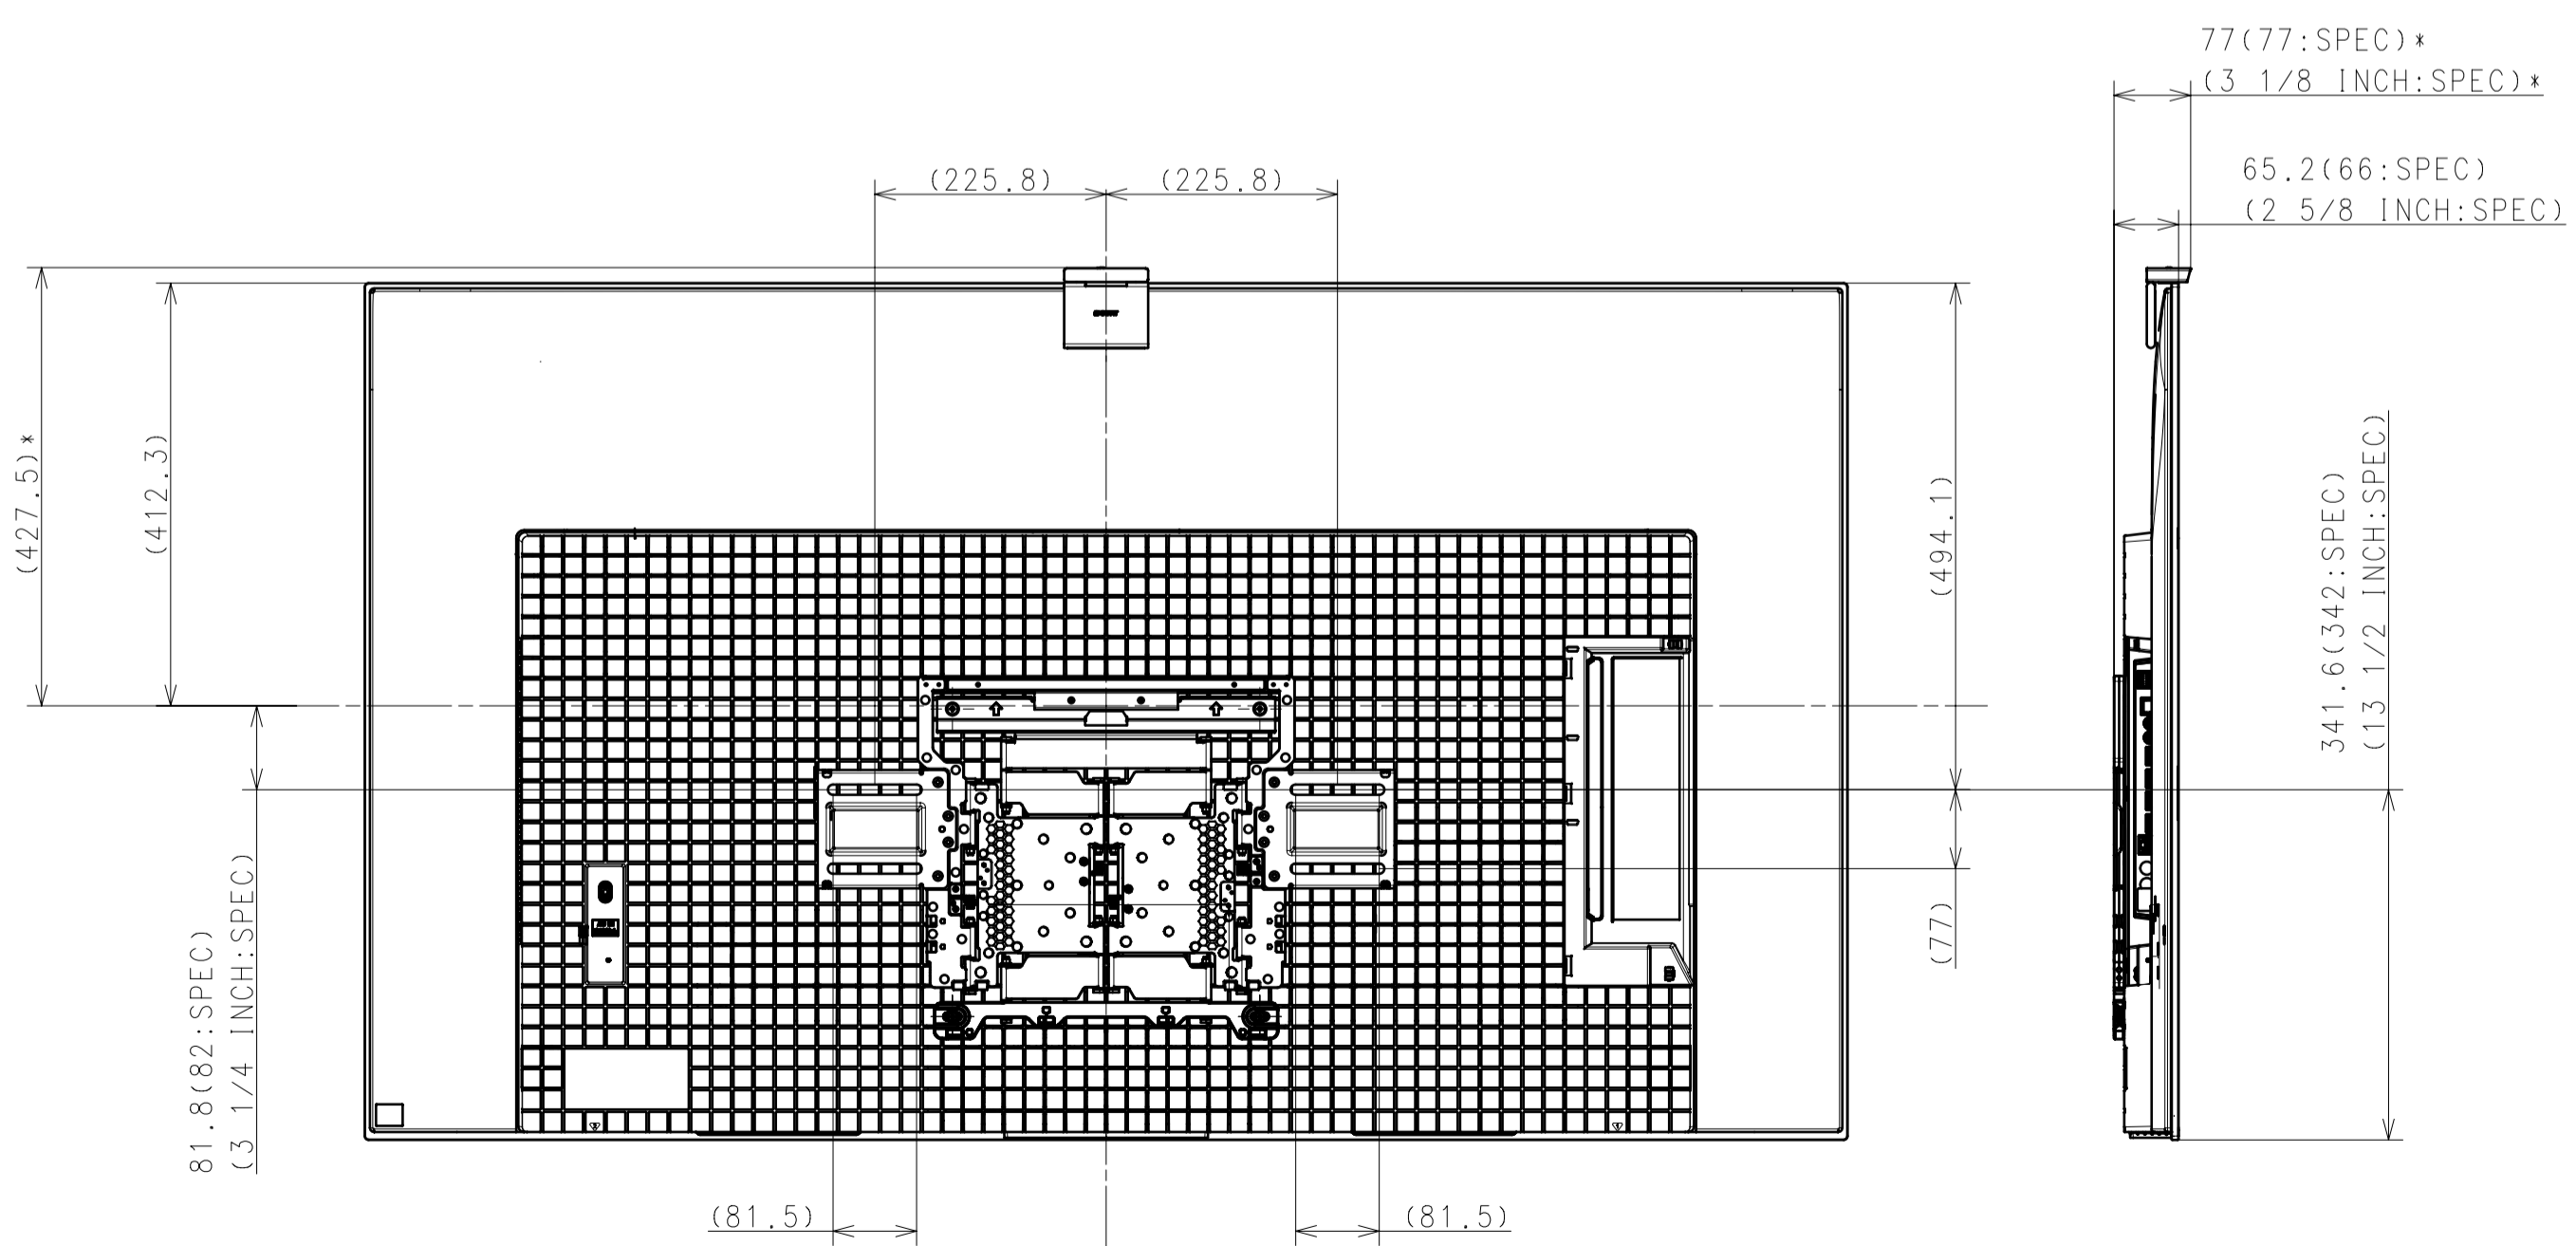 77(77:SPEC)*
(3 1/8 INCH:SPEC)*
65.2(66:SPEC)
(2 5/8 INCH:SPEC)
(225.8)
(225.8)
(427.5)*
(412.3)
(494.1)
341.6(342:SPEC)
(13 1/2 INCH:SPEC)
81.8(82:SPEC)
(3 1/4 INCH:SPEC)
(77)
(81.5)
(81.5)